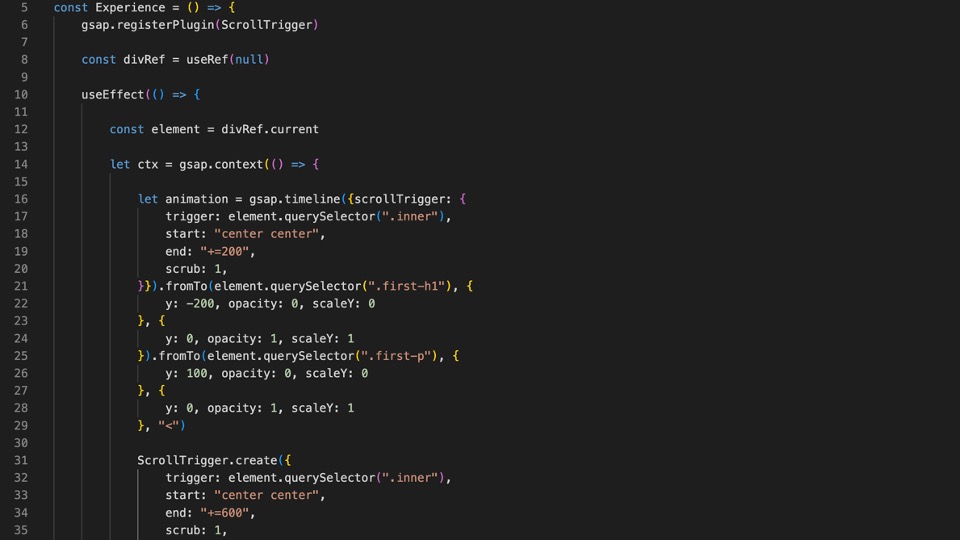 5 const Experience = () => {
6 gsap.registerPlugin(ScrollTrigger)
7
8 const divRef = useRef(null)
9
10 useEffect(() => {
11
12 const element = divRef.current
13
14 let ctx = gsap.context(() => {
15
16 let animation = gsap.timeline({scrollTrigger: {
17 trigger: element.querySelector(".inner"),
18 start: "center center",
19 end: "+=200",
20 scrub: 1,
21 }}).fromTo(element.querySelector(".first-h1"), {
22 y: -200, opacity: 0, scaleY: 0
23 }, {
24 y: 0, opacity: 1, scaleY: 1
25 }).fromTo(element.querySelector(".first-p"), {
26 y: 100, opacity: 0, scaleY: 0
27 }, {
28 y: 0, opacity: 1, scaleY: 1
29 }, "<")
30
31 ScrollTrigger.create({
32 trigger: element.querySelector(".inner"),
33 start: "center center",
34 end: "+=600",
35 scrub: 1,